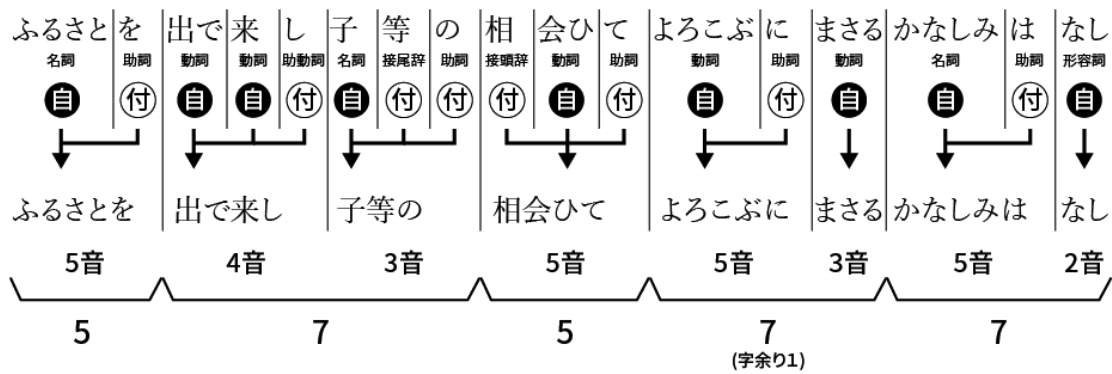 ふるさと を 出で 来 し 子 等 の 相 会ひ て よろこぶ に まさる かなしみ は なし
名詞 助詞 動詞 動詞 助動詞 名詞 接尾辞 助詞 接頭辞 動詞 助詞 動詞 助詞 動詞 名詞 助詞 形容詞
自 付 自 自 付 自 付 付 付 自 付 自 付 自 自 付 自
ふるさとを 出で来し 子等の 相会ひて よろこぶに まさる かなしみは なし
5音 4音 3音 5音 5音 3音 5音 2音
5 7 5 7 7
(字余り1)